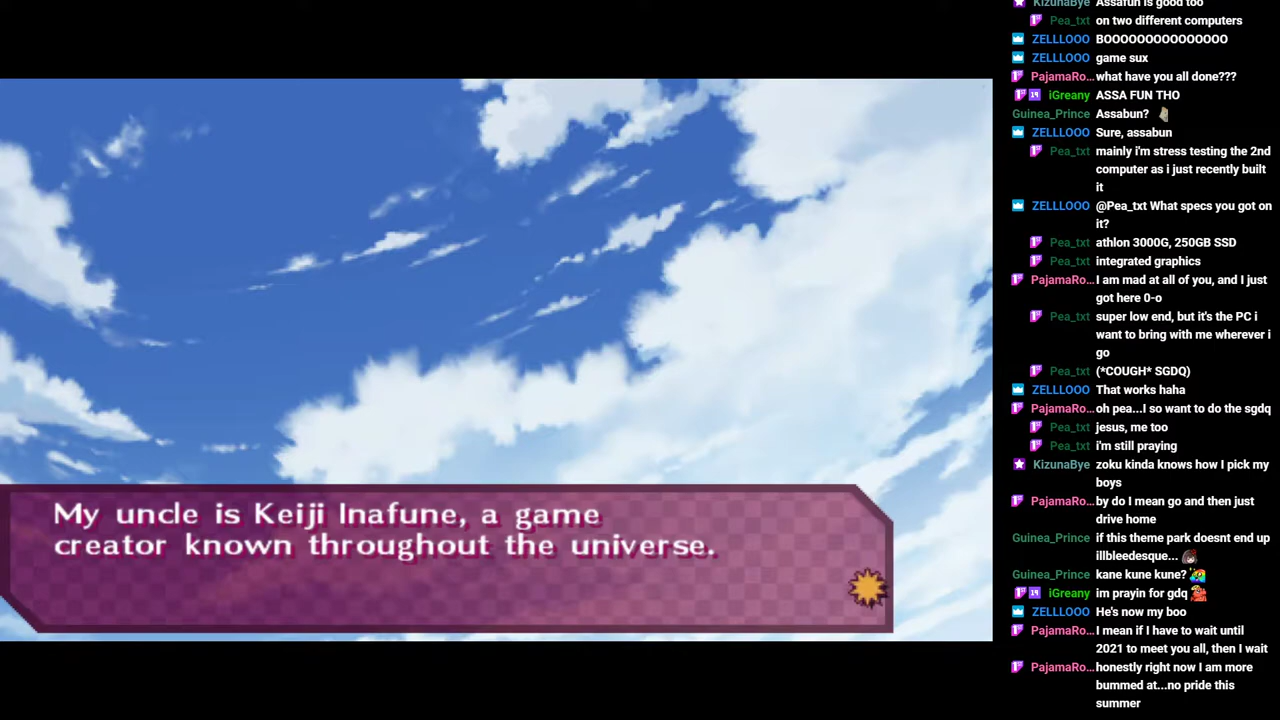 My uncle is Keiji Inafune, a game
creator known throughout the universe.
KizunaBye Assafun is good too
Pea_txt on two different computers
ZELLLOOO BOOOOOOOOOOOOOOO
ZELLLOOO game sux
PajamaRo... what have you all done???
19 iGreany ASSA FUN THO
Guinea_Prince Assabun?
ZELLLOOO Sure, assabun
Pea_txt mainly i'm stress testing the 2nd
computer as i just recently built
it
ZELLLOOO @Pea_txt What specs you got on
it?
Pea_txt athlon 3000G, 250GB SSD
Pea_txt integrated graphics
PajamaRo... I am mad at all of you, and I just
got here 0-o
Pea_txt super low end, but it's the PC i
want to bring with me wherever i
go
Pea_txt (*COUGH* SGDQ)
ZELLLOOO That works haha
PajamaRo... oh pea...I so want to do the sgdq
Pea_txt jesus, me too
Pea_txt i'm still praying
KizunaBye zoku kinda knows how I pick my
boys
PajamaRo... by do I mean go and then just
drive home
Guinea_Prince if this theme park doesnt end up
illbleedesque...
Guinea_Prince kane kune kune?
19 iGreany im prayin for gdq
ZELLLOOO He's now my boo
PajamaRo... I mean if I have to wait until
2021 to meet you all, then I wait
PajamaRo... honestly right now I am more
bummed at...no pride this
summer